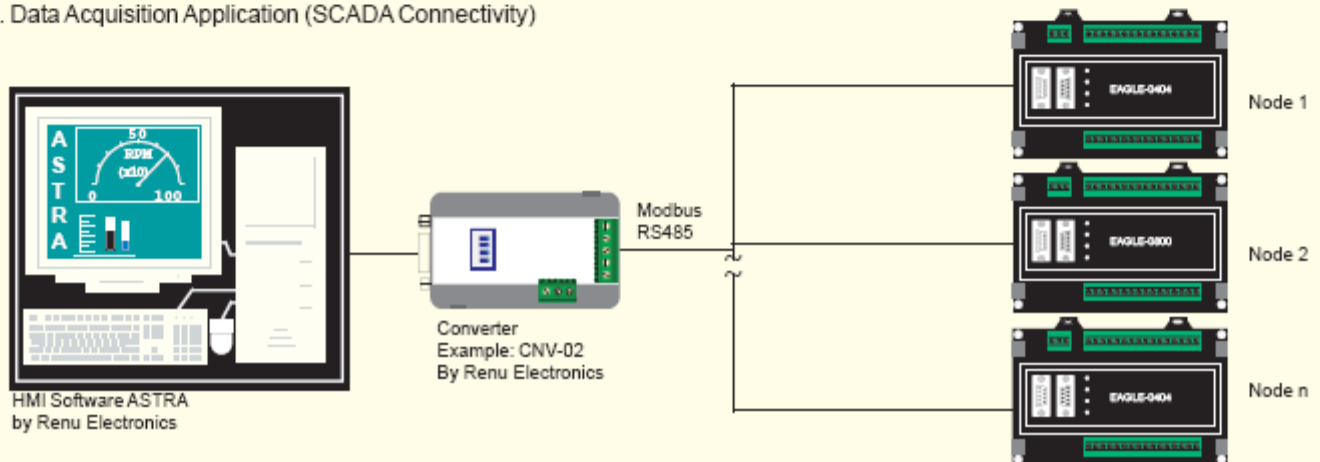 . Data Acquisition Application (SCADA Connectivity)
ASTRA
50
RPM
(x10)
0 100
HMI Software ASTRA
by Renu Electronics
Converter
Example: CNV-02
By Renu Electronics
Modbus
RS485
EAGLE-0404
Node 1
EAGLE-0800
Node 2
EAGLE-0404
Node n